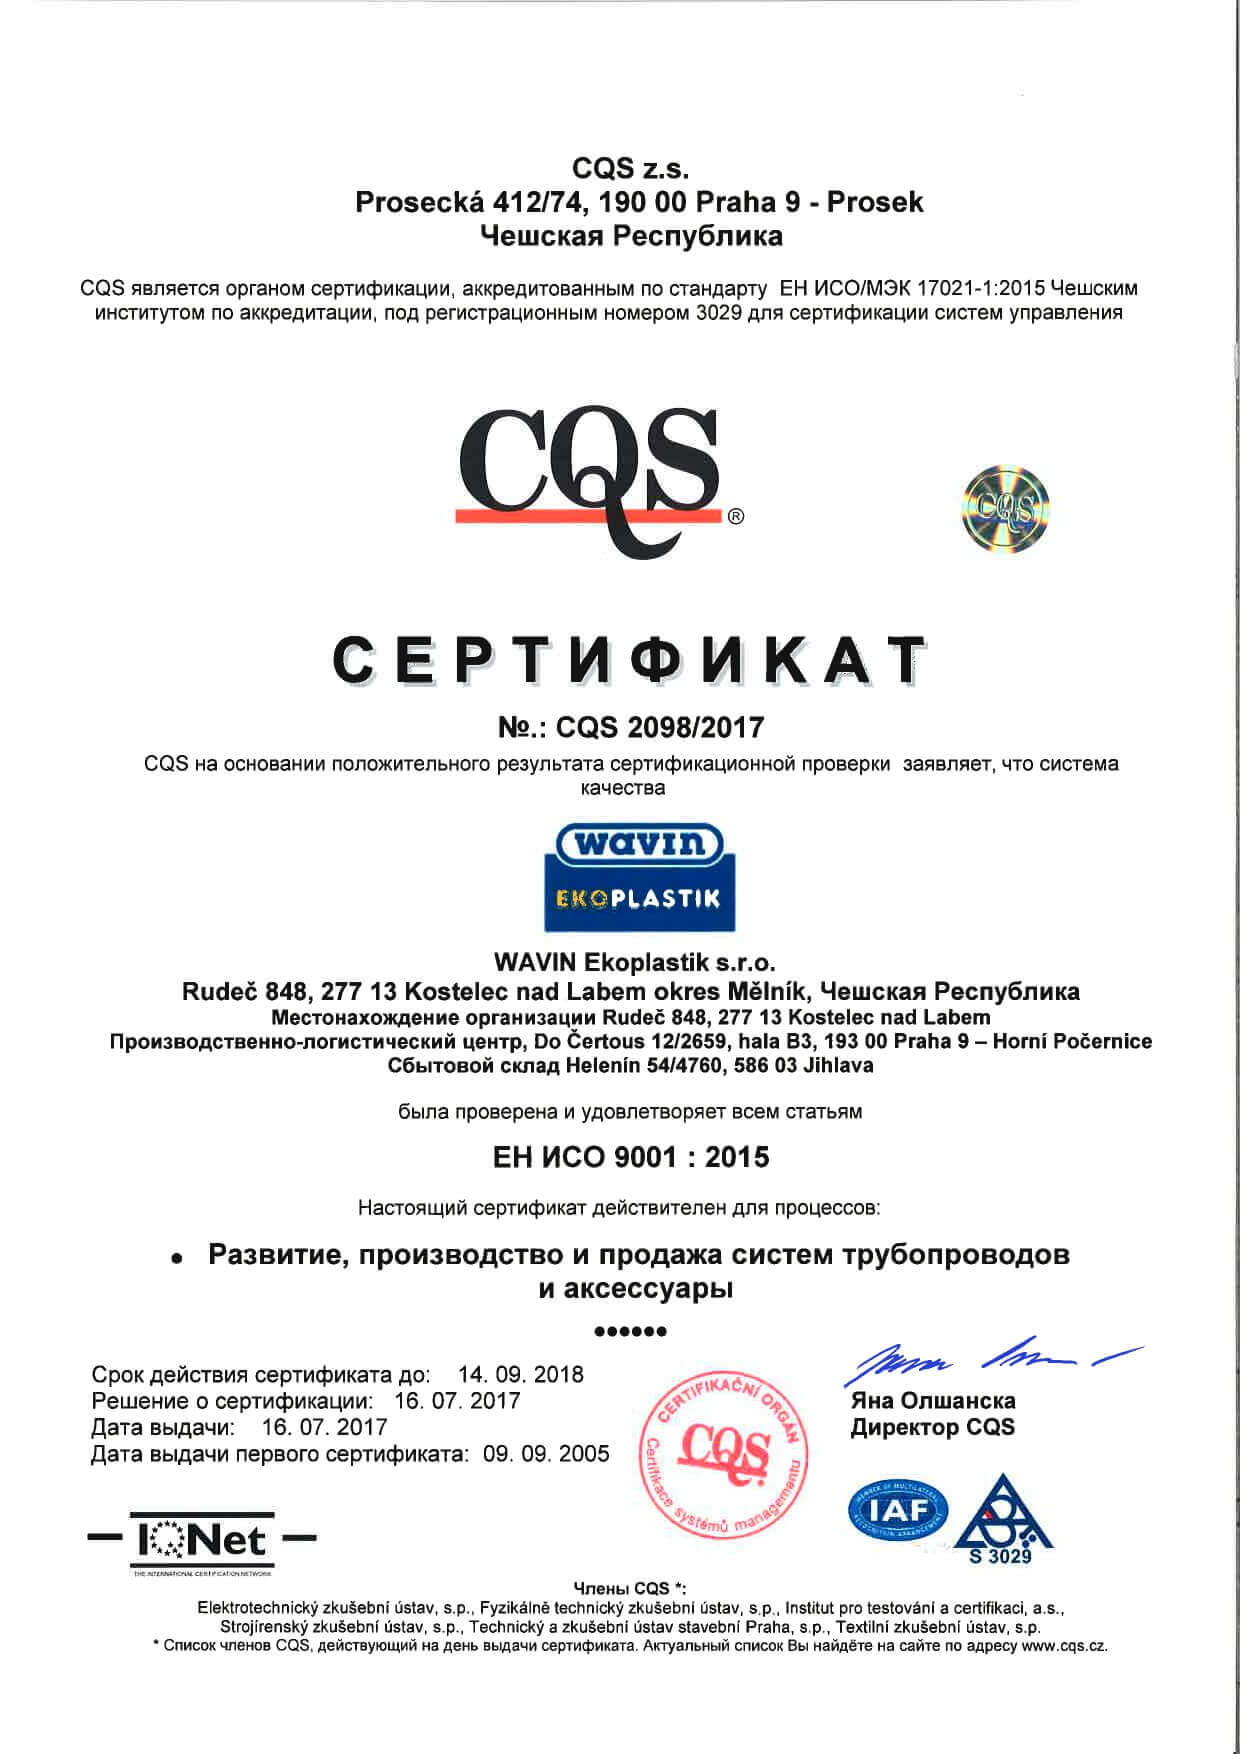 CQS z.s.
Prosecká 412/74, 190 00 Praha 9 - Prosek
Чешская Республика
CQS является органом сертификации, аккредитованным по стандарту ЕН ИСО/МЭК 17021-1:2015 Чешским
институтом по аккредитации, под регистрационным номером 3029 для сертификации систем управления
CQS ®
CQS
СЕРТИФИКАТ
№.: CQS 2098/2017
CQS на основании положительного результата сертификационной проверки заявляет, что система
качества
wavin
EKOPLASTIK
WAVIN Ekoplastik s.r.o.
Rudeč 848, 277 13 Kostelec nad Labem okres Mělník, Чешская Республика
Местонахождение организации Rudeč 848, 277 13 Kostelec nad Labem
Производственно-логистический центр, Do Čertous 12/2659, hala B3, 193 00 Praha 9 – Horní Počernice
Сбытовой склад Helenín 54/4760, 586 03 Jihlava
была проверена и удовлетворяет всем статьям
ЕН ИСО 9001 : 2015
Настоящий сертификат действителен для процессов:
• Развитие, производство и продажа систем трубопроводов
и аксессуары
••••••
Срок действия сертификата до: 14. 09. 2018
Решение о сертификации: 16. 07. 2017
Дата выдачи: 16. 07. 2017
Дата выдачи первого сертификата: 09. 09. 2005
CERTIFIKAČNÍ ORGÁN
CQS
Certifikace systémů managementu
Яна Олшанска
Директор CQS
IQNet
THE INTERNATIONAL CERTIFICATION NETWORK
MEMBER OF MULTILATERAL
IAF
RECOGNITION ARRANGEMENT
S 3029
Члены CQS *:
Elektrotechnický zkušební ústav, s.p., Fyzikálně technický zkušební ústav, s.p., Institut pro testování a certifikaci, a.s.,
Strojírenský zkušební ústav, s.p., Technický a zkušební ústav stavební Praha, s.p., Textilní zkušební ústav, s.p.
* Список членов CQS, действующий на день выдачи сертификата. Актуальный список Вы найдёте на сайте по адресу www.cqs.cz.